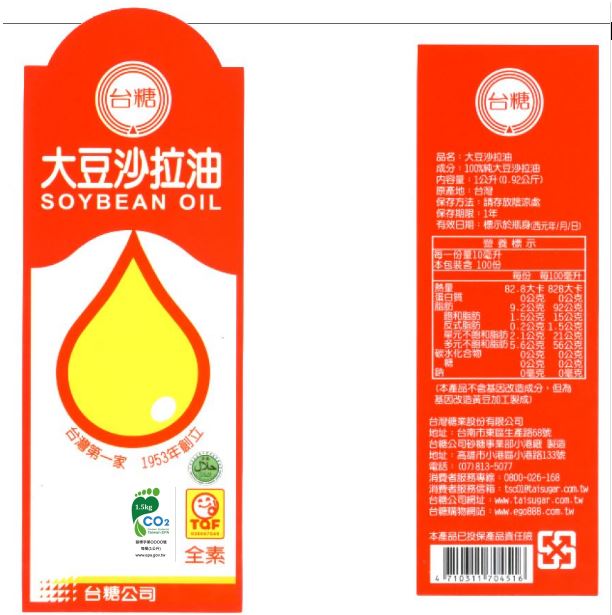 台糖
大豆沙拉油
SOYBEAN OIL
台灣第一家 1953年創立
1.5kg
CO2
TQF
全素
台糖公司
台糖
品名：大豆沙拉油
成分：100%純大豆沙拉油
內容量：1公升(0.92公斤)
原產地：台灣
保存方法：請存放陰涼處
保存期限：1年
有效日期：標示於瓶身(西元年/月/日)
營養標示
每一份量10毫升
本包裝含 100份
每份 每100毫升
熱量 82.8大卡 828大卡
蛋白質 0公克 0公克
脂肪 9.2公克 92公克
飽和脂肪 1.5公克 15公克
反式脂肪 0.2公克 1.5公克
單元不飽和脂肪 2.1公克 21公克
多元不飽和脂肪 5.6公克 56公克
碳水化合物 0公克 0公克
糖 0公克 0公克
鈉 0毫克 0毫克
(本產品不含基因改造成分，但為
基因改造黃豆加工製成)
台灣糖業股份有限公司
地址：台南市東區生產路68號
台糖公司砂糖事業部小港廠 製造
地址：高雄市小港區小港路133號
電話：(07)813-5077
消費者服務專線：0800-026-168
消費者服務信箱：tsc01@taisugar.com.tw
台糖公司網址：www.taisugar.com.tw
台糖購物網站：www.ego888.com.tw
本產品已投保產品責任險
4 710311 704516